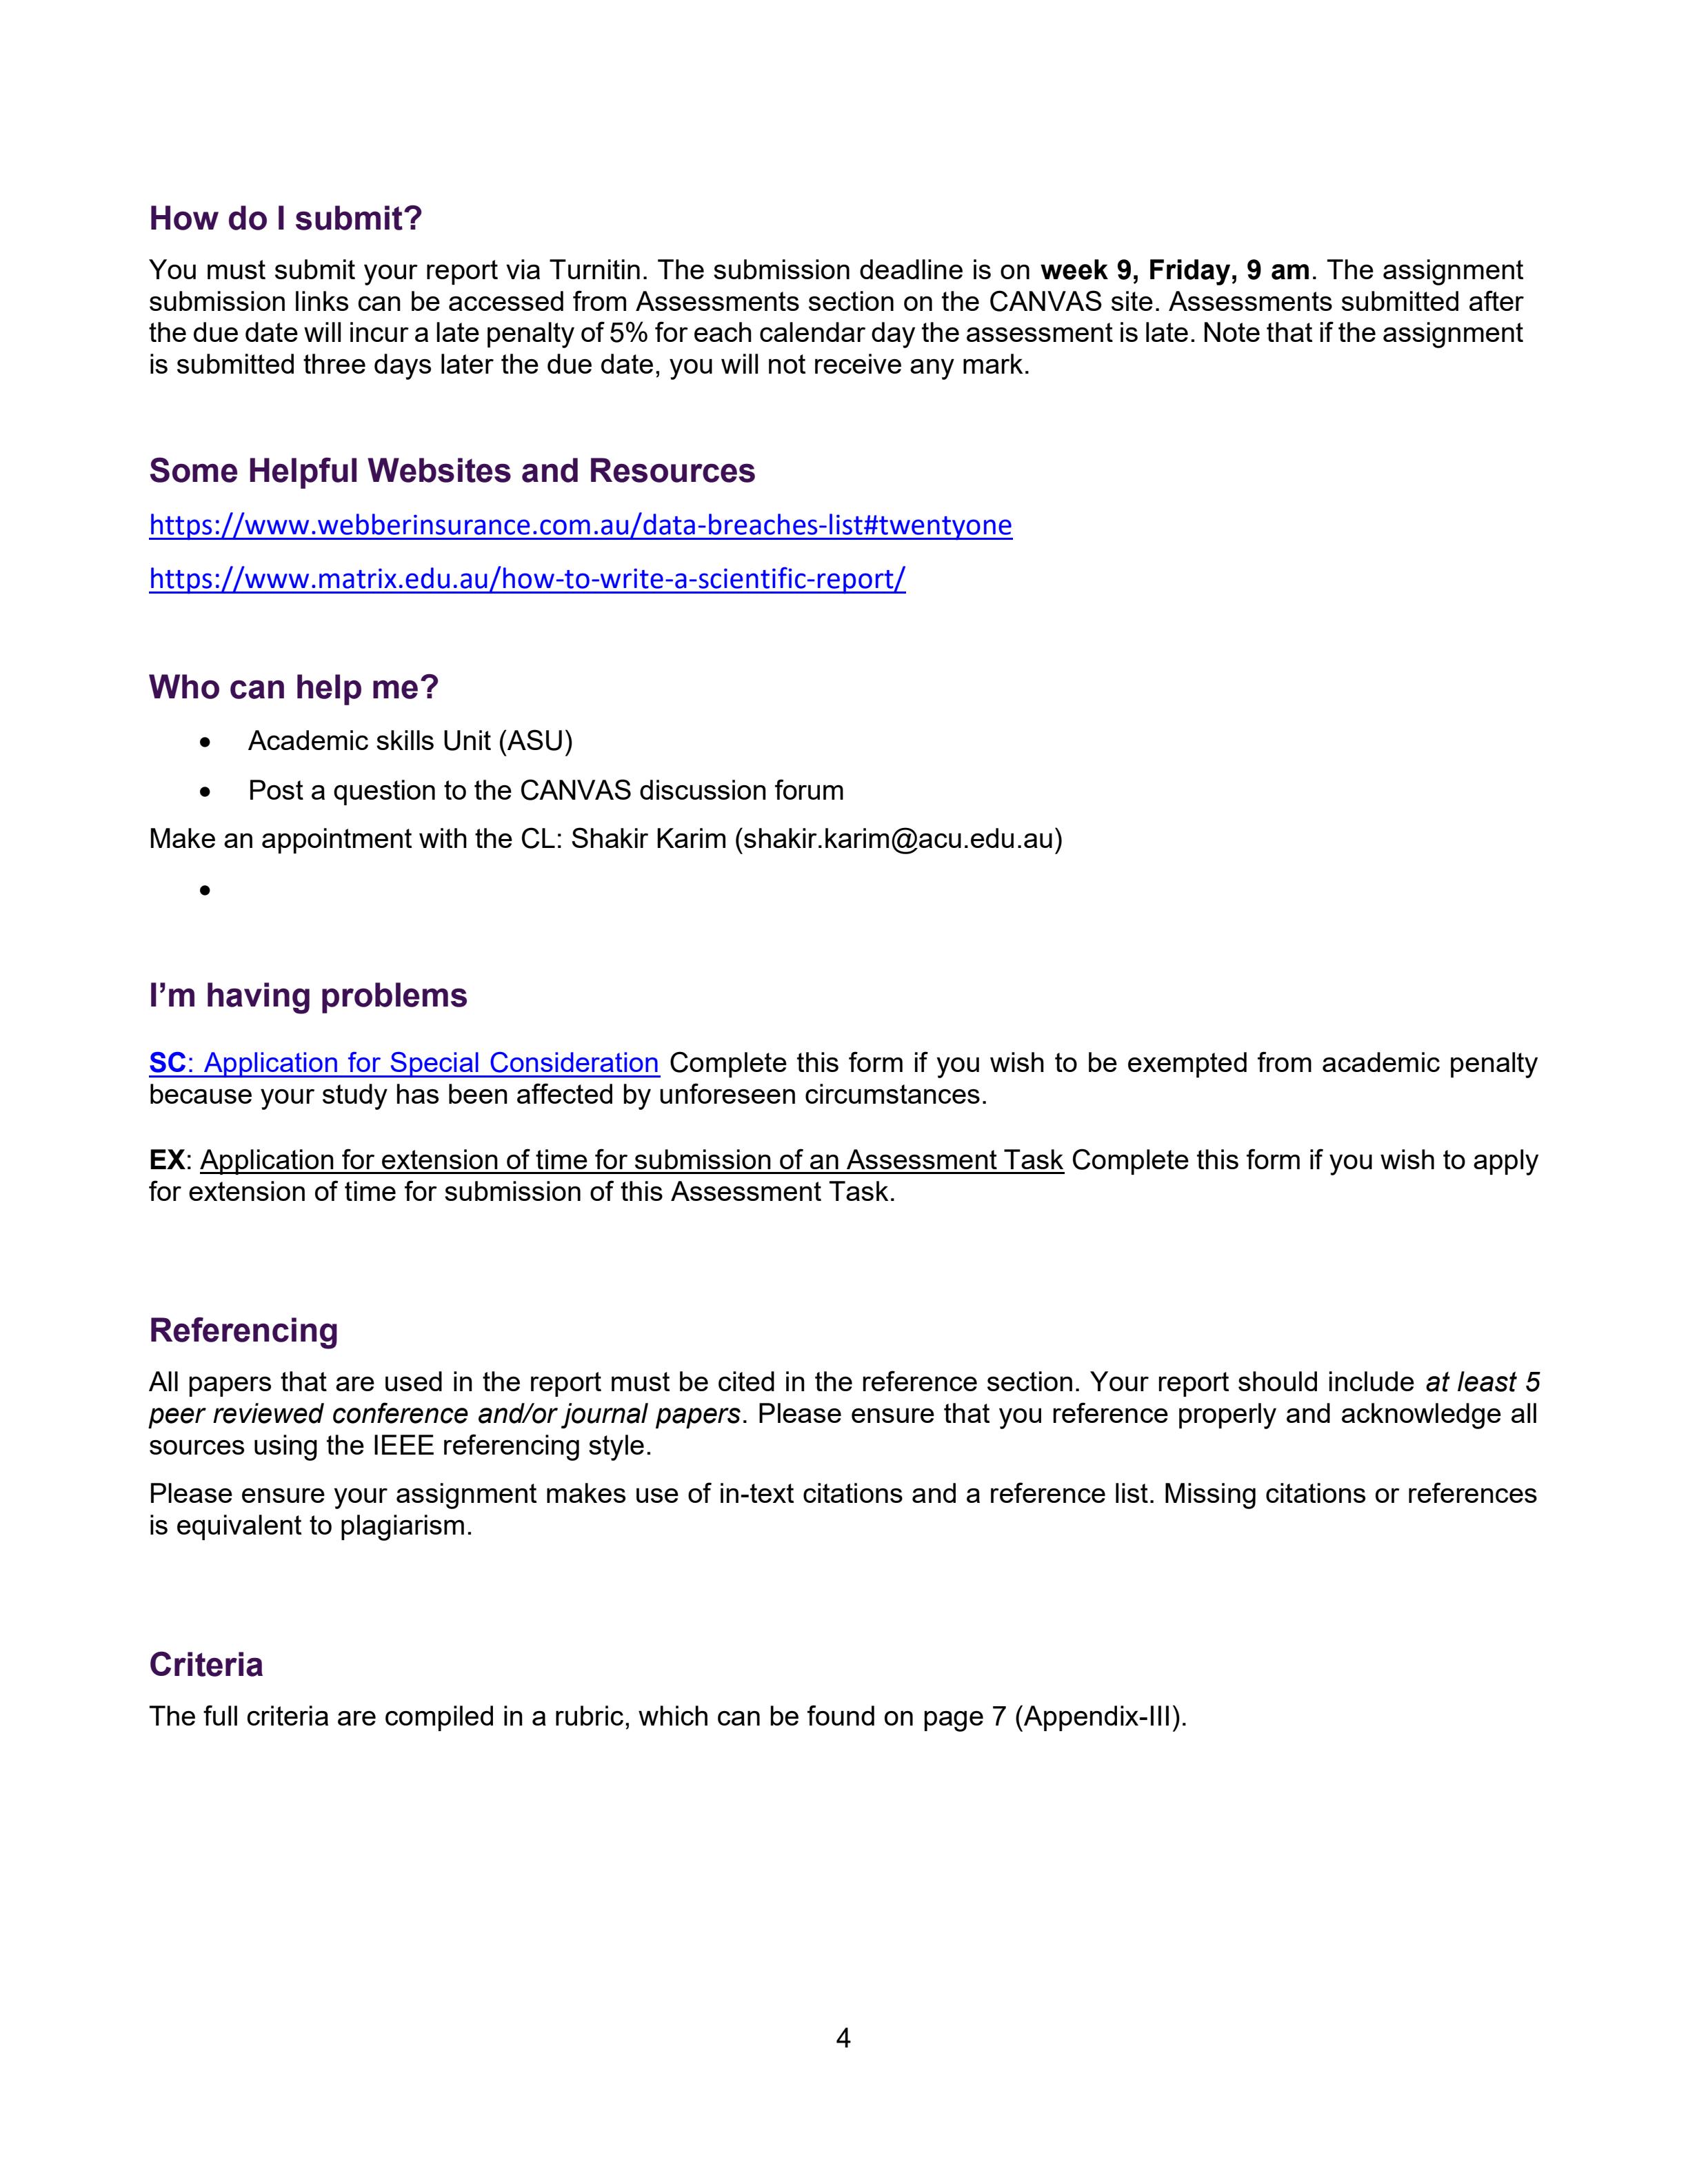 How do I submit?
You must submit your report via Turnitin. The submission deadline is on week 9, Friday, 9 am. The assignment
submission links can be accessed from Assessments section on the CANVAS site. Assessments submitted after
the due date will incur a late penalty of 5% for each calendar day the assessment is late. Note that if the assignment
is submitted three days later the due date, you will not receive any mark.
Some Helpful Websites and Resources
https://www.webberinsurance.com.au/data-breaches-list#twentyone
https://www.matrix.edu.au/how-to-write-a-scientific-report/
Who can help me?
• Academic skills Unit (ASU)
• Post a question to the CANVAS discussion forum
Make an appointment with the CL: Shakir Karim (shakir.karim@acu.edu.au)
•
I’m having problems
SC: Application for Special Consideration Complete this form if you wish to be exempted from academic penalty
because your study has been affected by unforeseen circumstances.
EX: Application for extension of time for submission of an Assessment Task Complete this form if you wish to apply
for extension of time for submission of this Assessment Task.
Referencing
All papers that are used in the report must be cited in the reference section. Your report should include at least 5
peer reviewed conference and/or journal papers. Please ensure that you reference properly and acknowledge all
sources using the IEEE referencing style.
Please ensure your assignment makes use of in-text citations and a reference list. Missing citations or references
is equivalent to plagiarism.
Criteria
The full criteria are compiled in a rubric, which can be found on page 7 (Appendix-III).
4